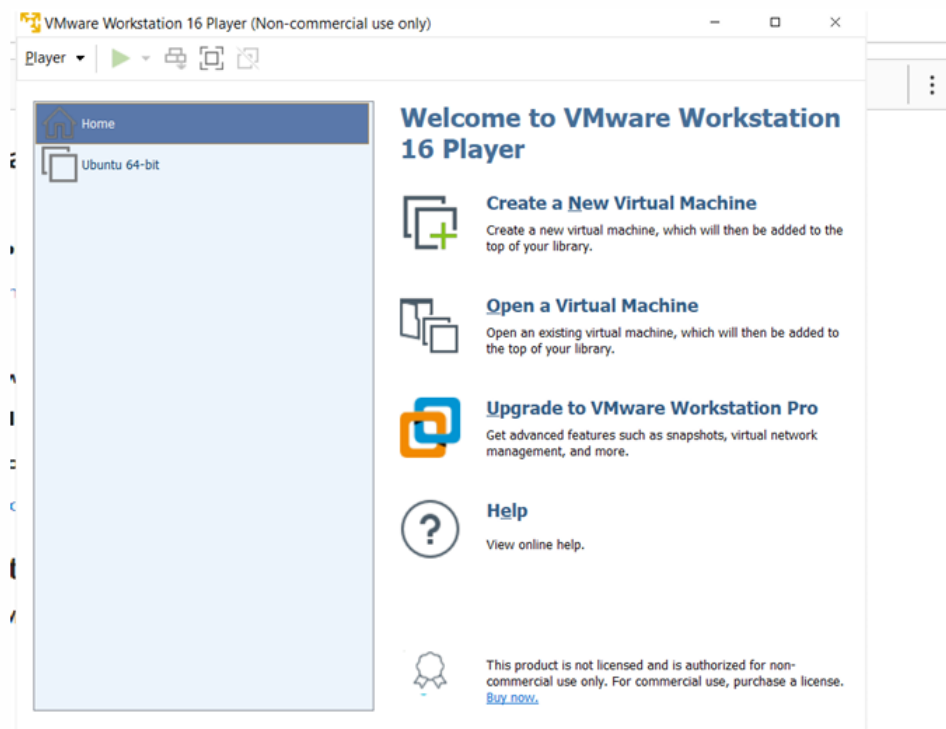 VMware Workstation 16 Player (Non-commercial use only)
Player
Home
Ubuntu 64-bit
Welcome to VMware Workstation
16 Player
Create a New Virtual Machine
Create a new virtual machine, which will then be added to the
top of your library.
Open a Virtual Machine
Open an existing virtual machine, which will then be added to
the top of your library.
Upgrade to VMware Workstation Pro
Get advanced features such as snapshots, virtual network
management, and more.
Help
View online help.
This product is not licensed and is authorized for non-
commercial use only. For commercial use, purchase a license.
Buy now.